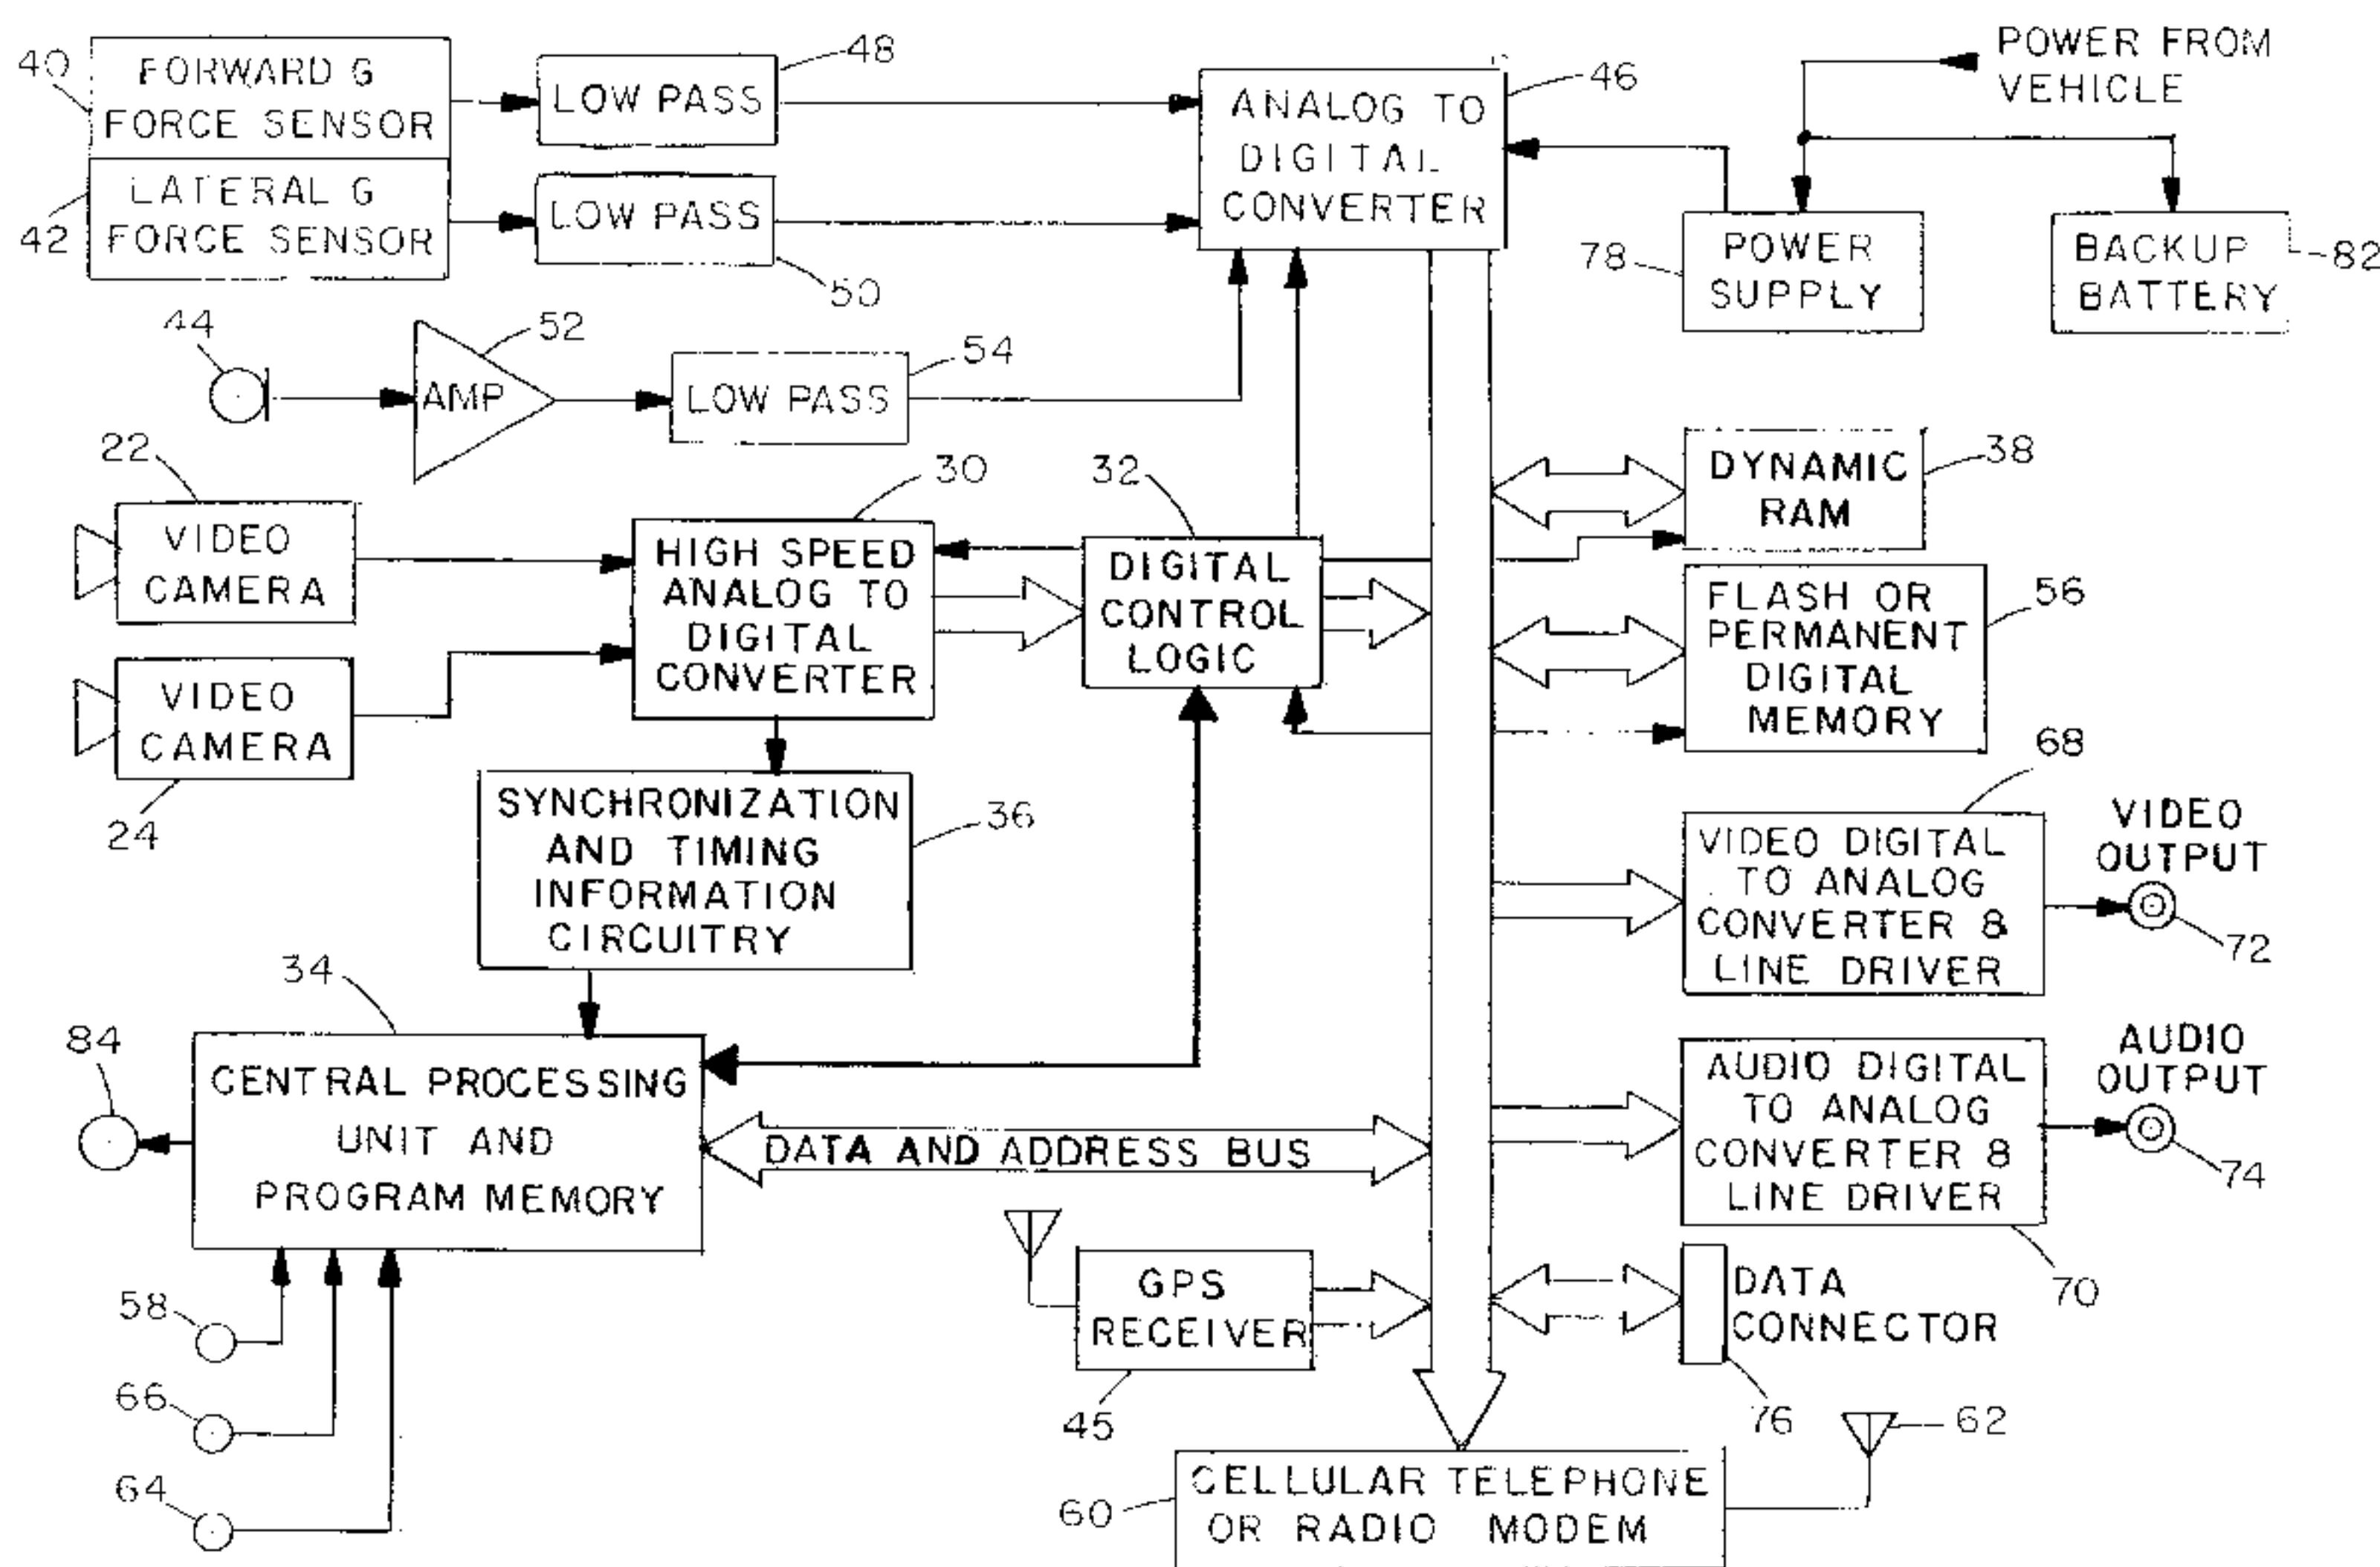 40
FORWARD G
FORCE SENSOR
48
LOW PASS
42
LATERAL G
FORCE SENSOR
LOW PASS
50
46
ANALOG TO
DIGITAL
CONVERTER
POWER FROM
VEHICLE
78
POWER
SUPPLY
BACKUP
BATTERY
82
44
52
AMP
54
LOW PASS
22
VIDEO
CAMERA
VIDEO
CAMERA
24
30
HIGH SPEED
ANALOG TO
DIGITAL
CONVERTER
32
DIGITAL
CONTROL
LOGIC
DYNAMIC
RAM
38
FLASH OR
PERMANENT
DIGITAL
MEMORY
56
SYNCHRONIZATION
AND TIMING
INFORMATION
CIRCUITRY
36
68
VIDEO DIGITAL
TO ANALOG
CONVERTER &
LINE DRIVER
VIDEO
OUTPUT
72
34
84
CENTRAL PROCESSING
UNIT AND
PROGRAM MEMORY
DATA AND ADDRESS BUS
AUDIO DIGITAL
TO ANALOG
CONVERTER &
LINE DRIVER
70
AUDIO
OUTPUT
74
58
66
64
GPS
RECEIVER
45
DATA
CONNECTOR
76
62
60
CELLULAR TELEPHONE
OR RADIO MODEM